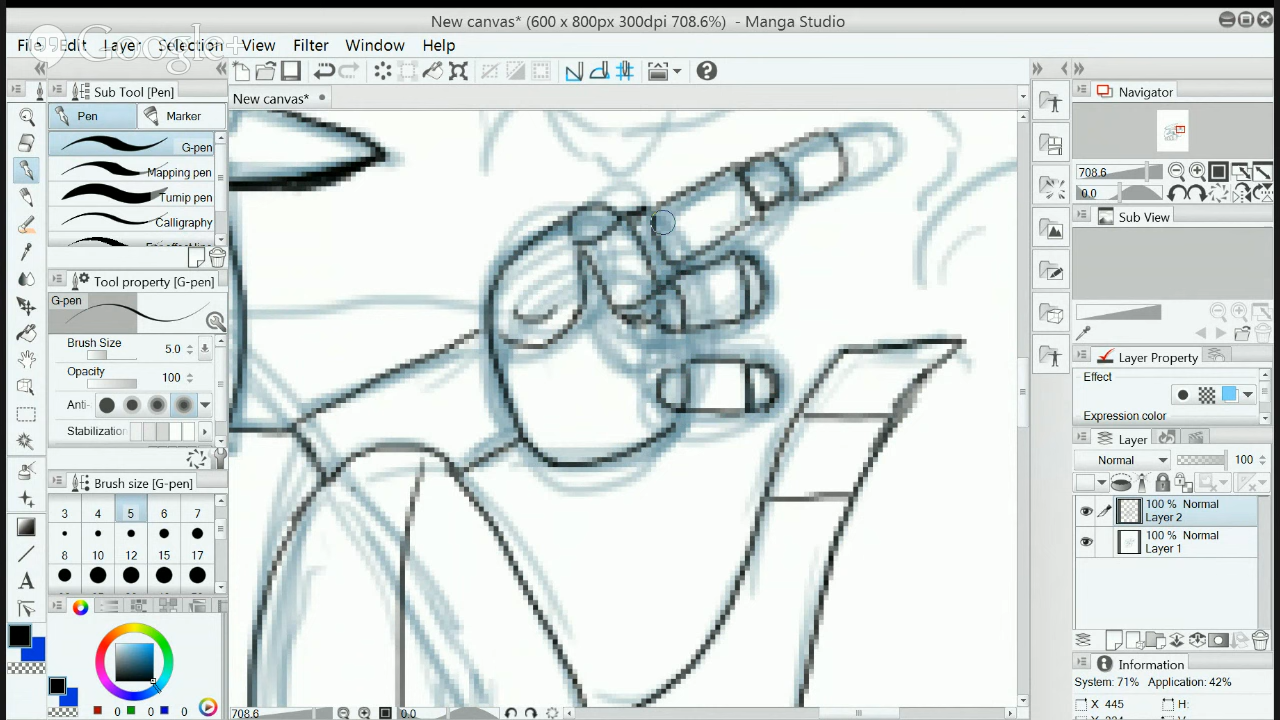 New canvas* (600 x 800px 300dpi 708.6%) - Manga Studio
File Edit Layer Selection View Filter Window Help
Google+
Sub Tool [Pen]
New canvas*
Navigator
Pen Marker
G-pen
Mapping pen
Turnip pen
Calligraphy
708.6
0.0
Sub View
Tool property [G-pen]
G-pen
Brush Size 5.0
Opacity 100
Anti-
Stabilization
Layer Property
Effect
Expression color
Layer
Normal 100
Brush size [G-pen]
3 4 5 6 7
8 10 12 15 17
100 % Normal
Layer 2
100 % Normal
Layer 1
Information
System: 71% Application: 42%
X 445 H:
0 0 0
708.6 0.0